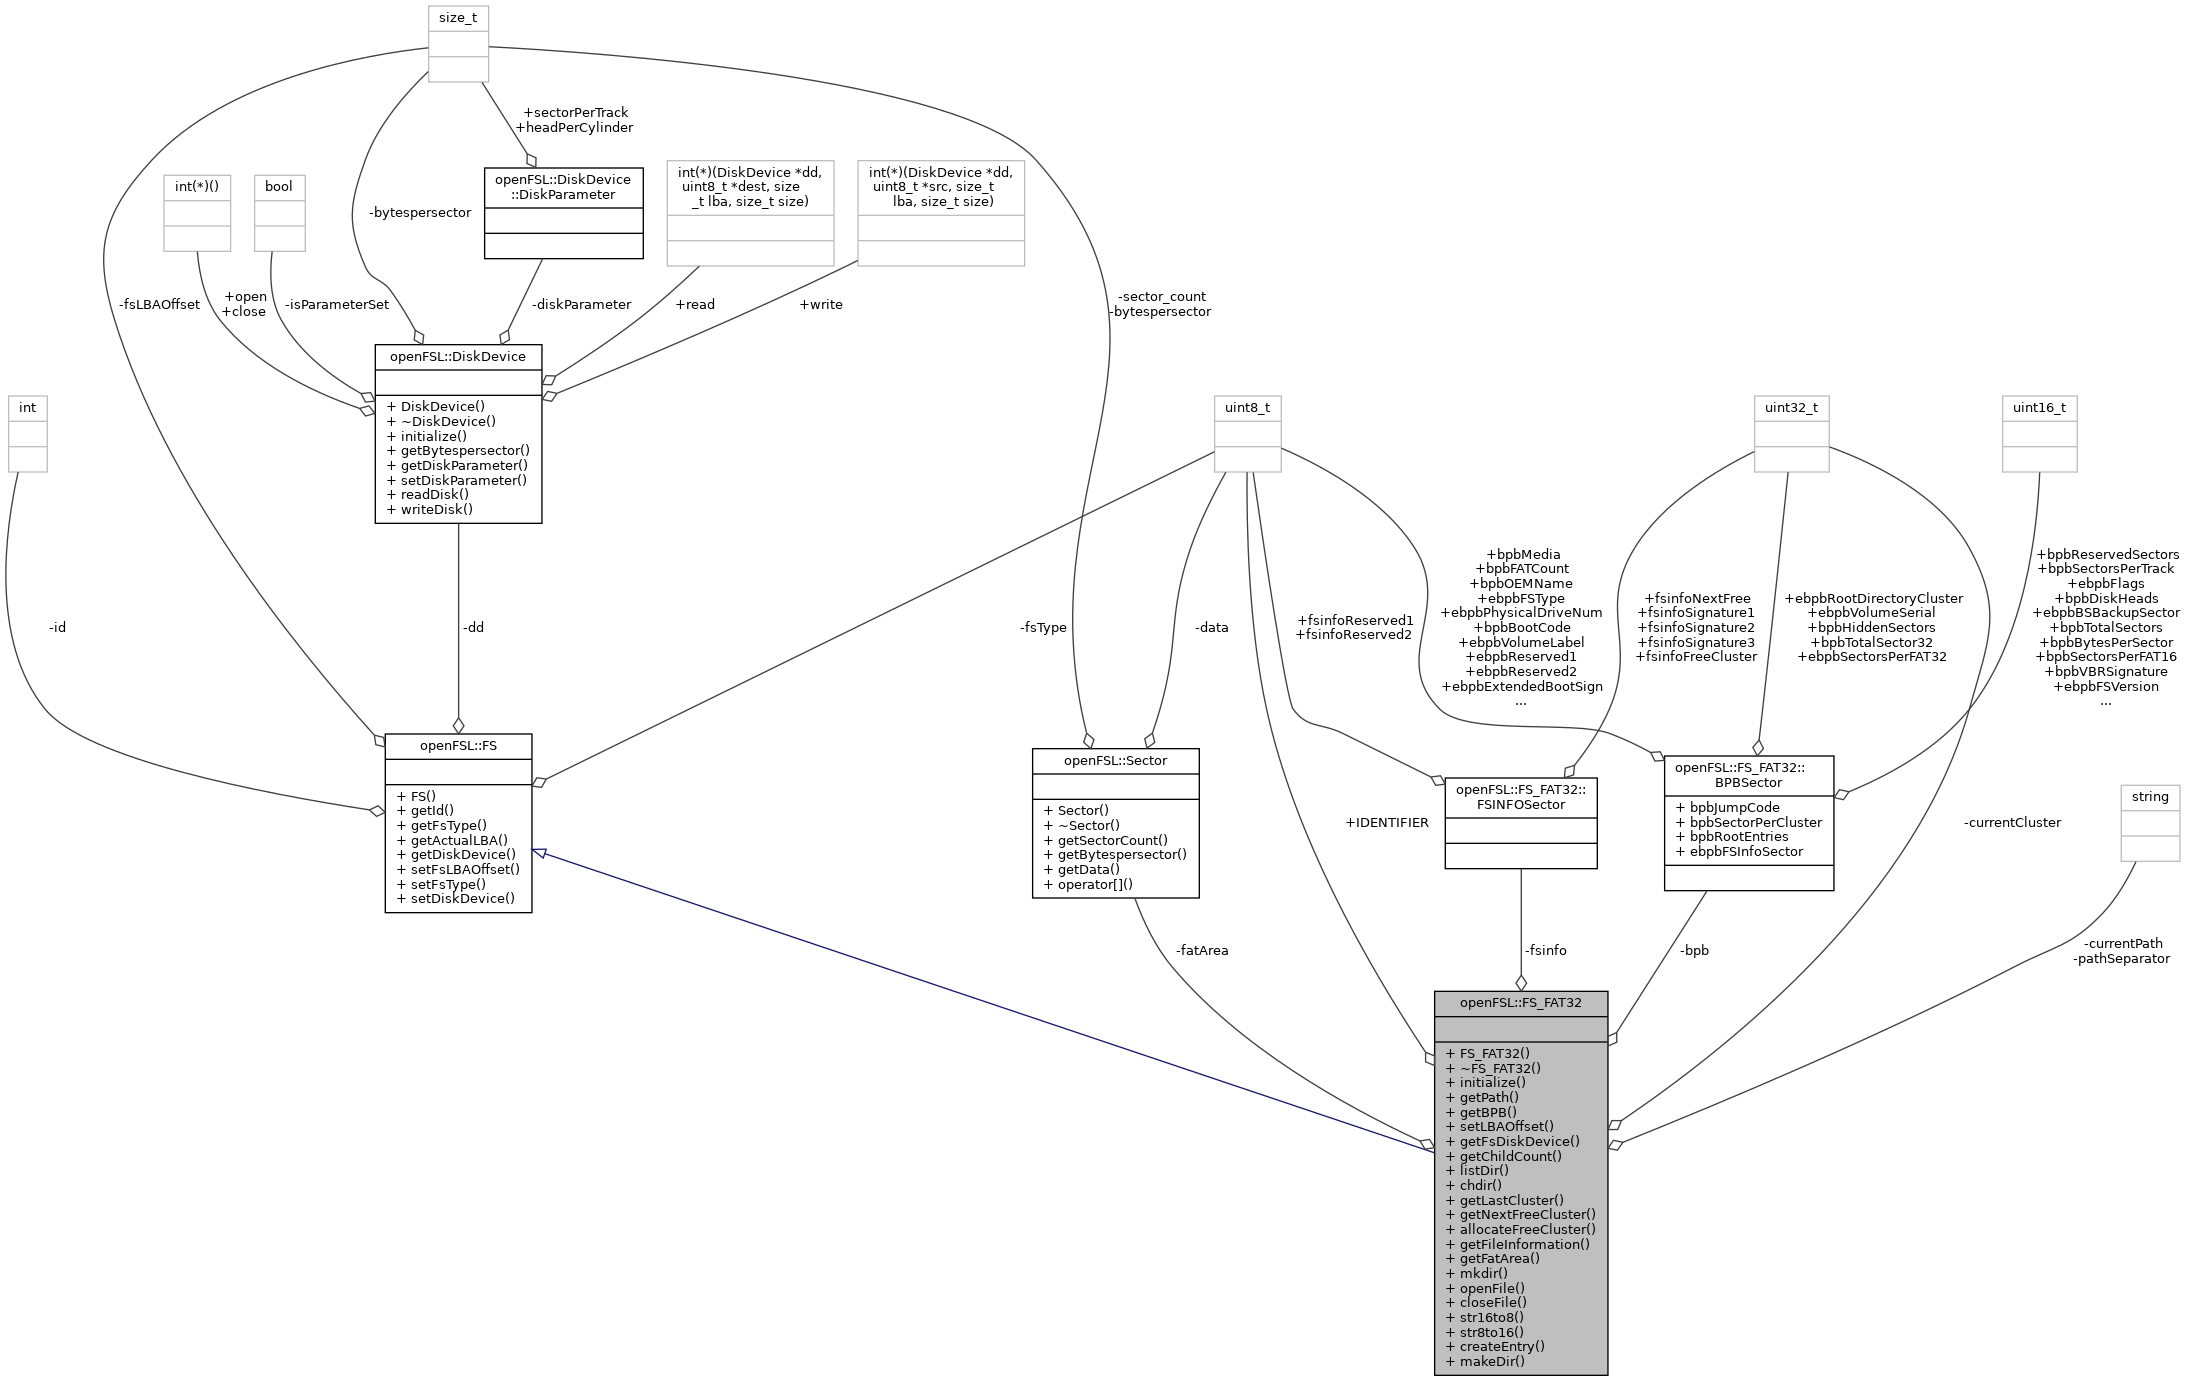 size_t
+sectorPerTrack
+headPerCylinder
int(*)()
bool
openFSL::DiskDevice
::DiskParameter
int(*)(DiskDevice *dd,
uint8_t *dest, size
_t lba, size_t size)
int(*)(DiskDevice *dd,
uint8_t *src, size_t
lba, size_t size)
-bytespersector
-fsLBAOffset
+open
+close
-isParameterSet
-diskParameter
+read
+write
-sector_count
-bytespersector
openFSL::DiskDevice
+ DiskDevice()
+ ~DiskDevice()
+ initialize()
+ getBytespersector()
+ getDiskParameter()
+ setDiskParameter()
+ readDisk()
+ writeDisk()
int
uint8_t
uint32_t
uint16_t
-id
-dd
-fsType
-data
+fsinfoReserved1
+fsinfoReserved2
+bpbMedia
+bpbFATCount
+bpbOEMName
+ebpbFSType
+ebpbPhysicalDriveNum
+bpbBootCode
+ebpbVolumeLabel
+ebpbReserved1
+ebpbReserved2
+ebpbExtendedBootSign
...
+fsinfoNextFree
+fsinfoSignature1
+fsinfoSignature2
+fsinfoSignature3
+fsinfoFreeCluster
+ebpbRootDirectoryCluster
+ebpbVolumeSerial
+bpbHiddenSectors
+bpbTotalSector32
+ebpbSectorsPerFAT32
+bpbReservedSectors
+bpbSectorsPerTrack
+ebpbFlags
+bpbDiskHeads
+ebpbBSBackupSector
+bpbTotalSectors
+bpbBytesPerSector
+bpbSectorsPerFAT16
+bpbVBRSignature
+ebpbFSVersion
...
openFSL::FS
+ FS()
+ getId()
+ getFsType()
+ getActualLBA()
+ getDiskDevice()
+ setFsLBAOffset()
+ setFsType()
+ setDiskDevice()
openFSL::Sector
+ Sector()
+ ~Sector()
+ getSectorCount()
+ getBytespersector()
+ getData()
+ operator[]()
+IDENTIFIER
openFSL::FS_FAT32::
FSINFOSector
openFSL::FS_FAT32::
BPBSector
+ bpbJumpCode
+ bpbSectorPerCluster
+ bpbRootEntries
+ ebpbFSInfoSector
-currentCluster
string
-fatArea
-fsinfo
-bpb
-currentPath
-pathSeparator
openFSL::FS_FAT32
+ FS_FAT32()
+ ~FS_FAT32()
+ initialize()
+ getPath()
+ getBPB()
+ setLBAOffset()
+ getFsDiskDevice()
+ getChildCount()
+ listDir()
+ chdir()
+ getLastCluster()
+ getNextFreeCluster()
+ allocateFreeCluster()
+ getFileInformation()
+ getFatArea()
+ mkdir()
+ openFile()
+ closeFile()
+ str16to8()
+ str8to16()
+ createEntry()
+ makeDir()